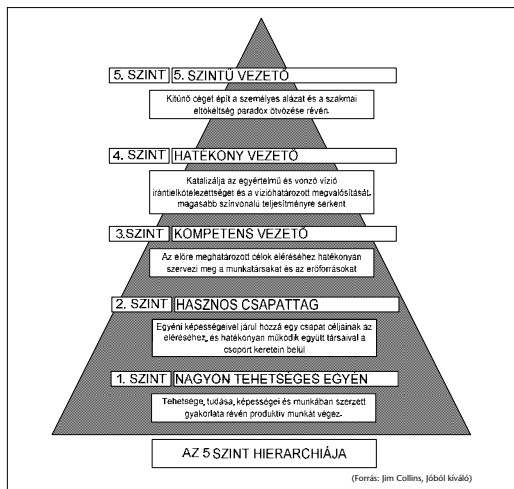 5. SZINT 5. SZINTŰ VEZETŐ
Kitűnő céget épít a személyes alázat és a szakmai
eltökéltség paradox ötvözése révén.
4. SZINT HATÉKONY VEZETŐ
Katalizálja az egyértelmű és vonzó vízió
irántielkötelezettséget és a vízióhatározott megvalósítását,
magasabb színvonalú teljesítményre serkent
3.SZINT KOMPETENS VEZETŐ
Az előre meghatározott célok eléréséhez hatékonyan
szervezi meg a munkatársakat és az erőforrásokat
2. SZINT HASZNOS CSAPATTAG
Egyéni képességeivel járul hozzá egy csapat céljainak az
eléréséhez, és hatékonyan működik együtt társaival a
csoport keretein belül
1. SZINT NAGYON TEHETSÉGES EGYÉN
Tehetsége, tudása, képességei és munkában szerzett
gyakorlata révén produktív munkát végez.
AZ 5 SZINT HIERARCHIÁJA
(Forrás: Jim Collins, Jóból kíváló)